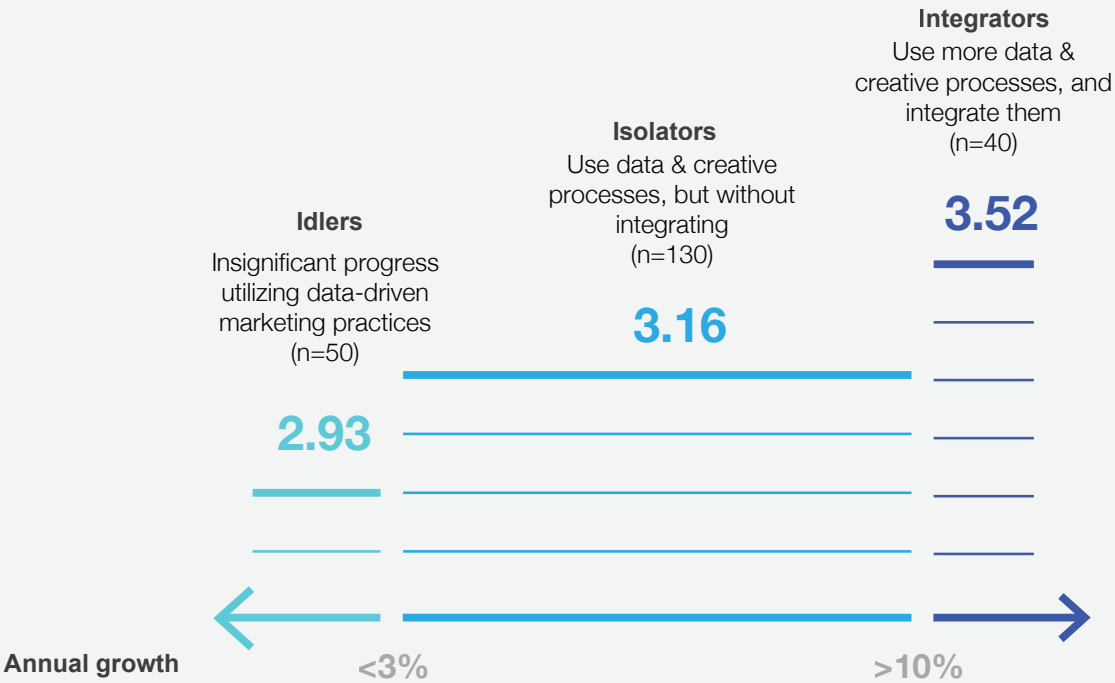 Integrators
Use more data &
creative processes, and
integrate them
(n=40)
3.52
Isolators
Use data & creative
processes, but without
integrating
(n=130)
3.16
Idlers
Insignificant progress
utilizing data-driven
marketing practices
(n=50)
2.93
Annual growth
<3%
>10%